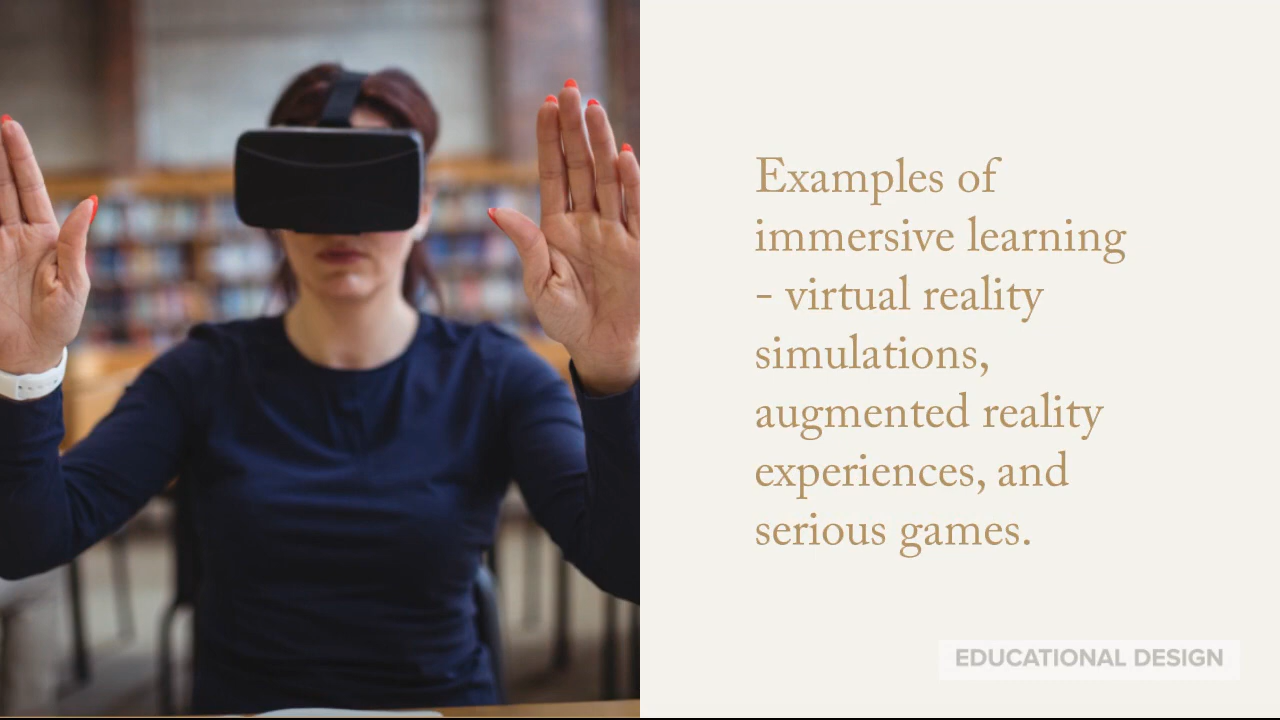 Examples of
immersive learning
- virtual reality
simulations,
augmented reality
experiences, and
serious games.
EDUCATIONAL DESIGN